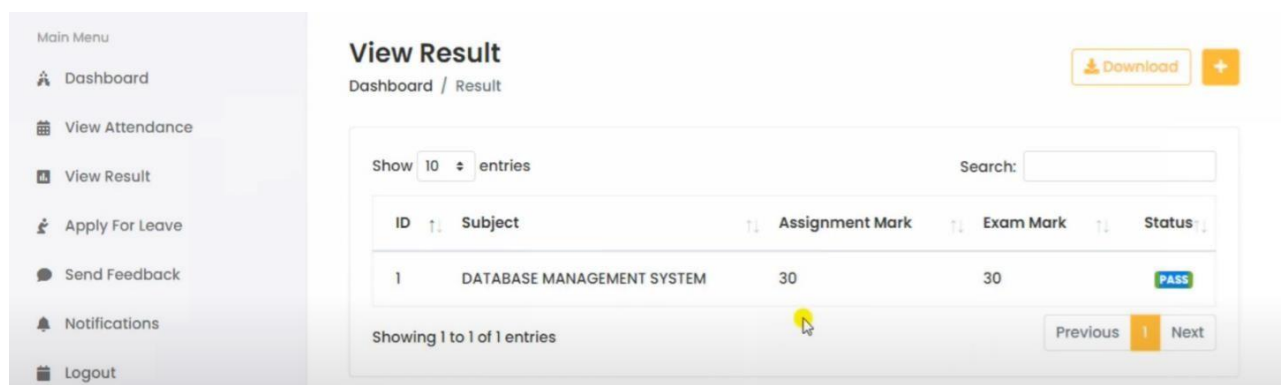 Main Menu
Dashboard
View Attendance
View Result
Apply For Leave
Send Feedback
Notifications
Logout
View Result
Dashboard / Result
Download +
Show 10 entries Search:
ID Subject Assignment Mark Exam Mark Status
1 DATABASE MANAGEMENT SYSTEM 30 30 PASS
Showing 1 to 1 of 1 entries Previous 1 Next